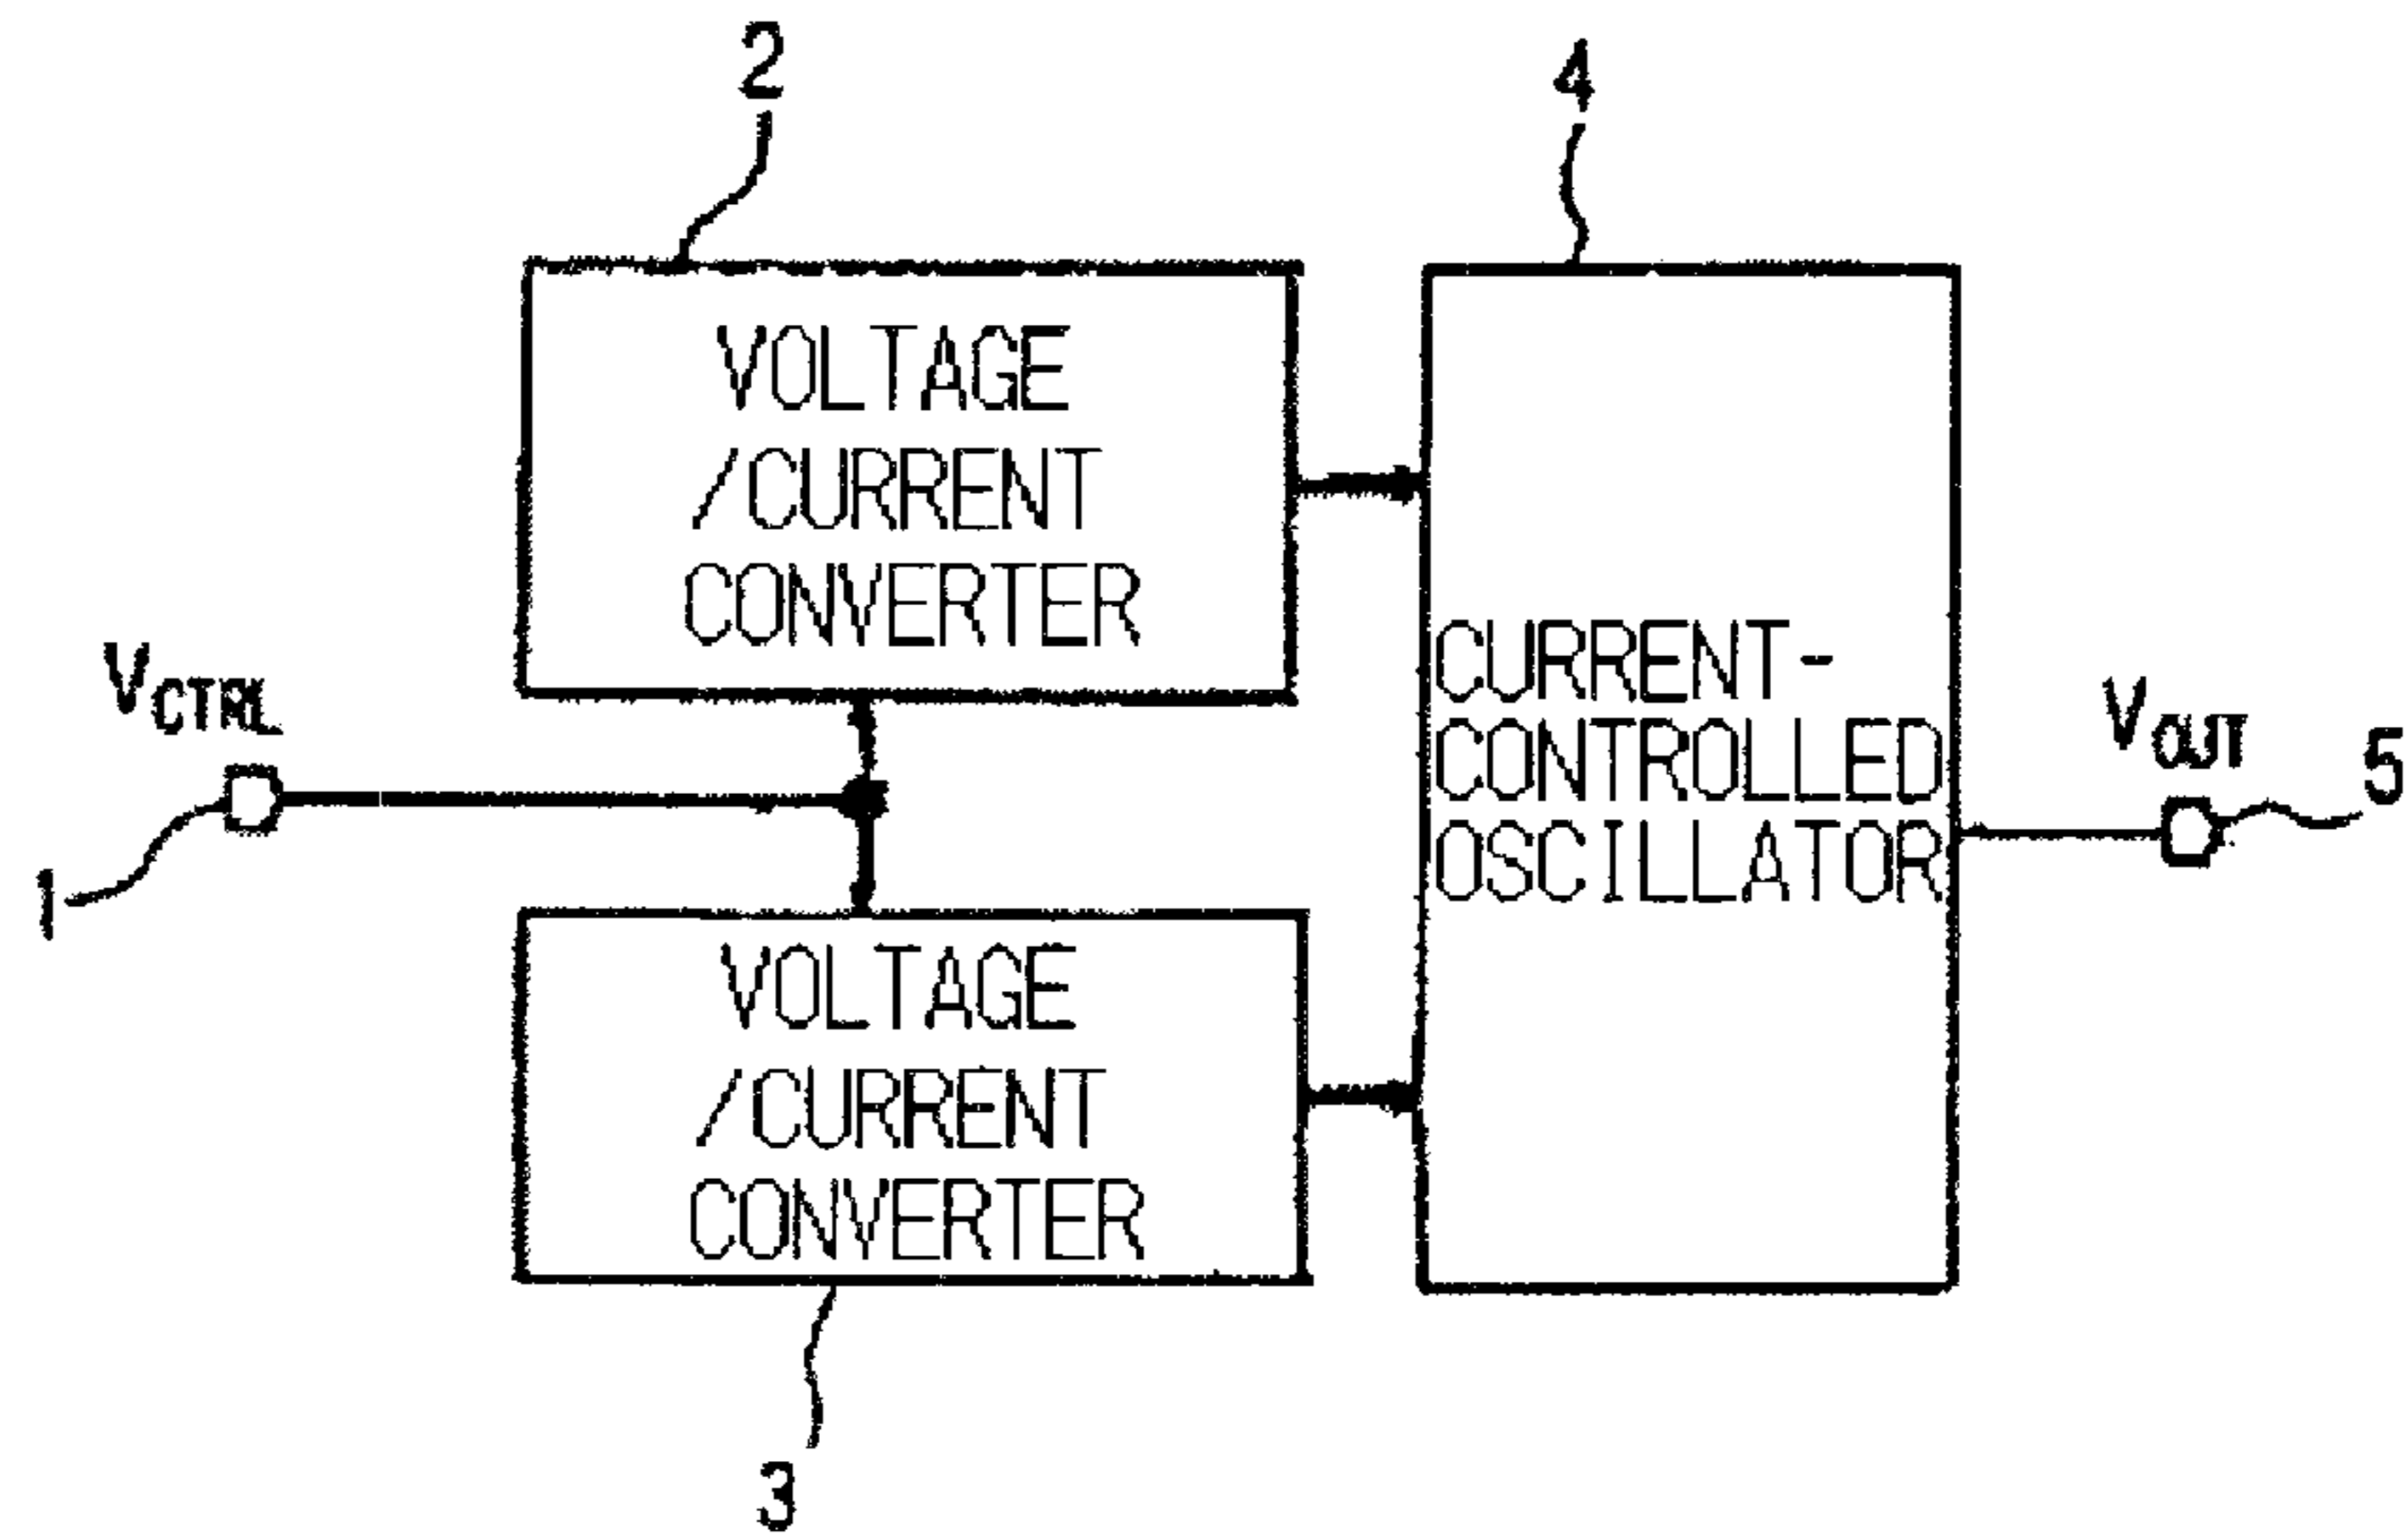 2
4
VOLTAGE
/CURRENT
CONVERTER
VCTRL
1
CURRENT-
CONTROLLED
OSCILLATOR
VOUT
5
VOLTAGE
/CURRENT
CONVERTER
3